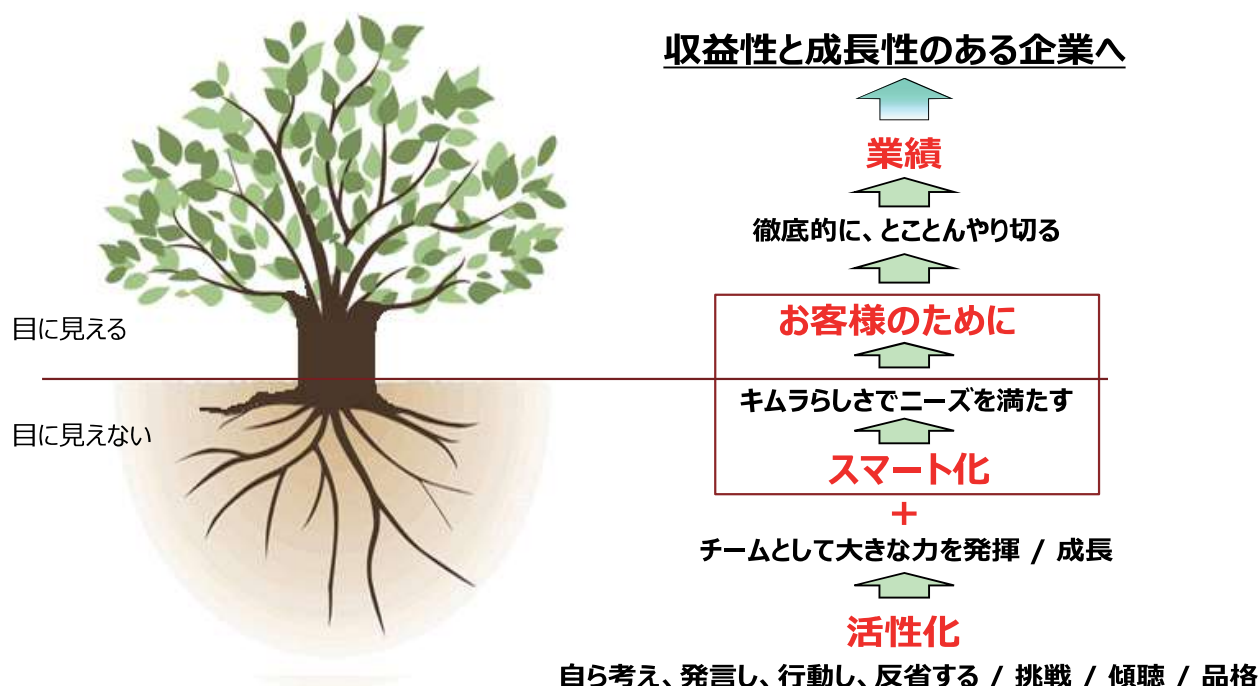 収益性と成長性のある企業へ
業績
徹底的に、とことんやり切る
お客様のために
目に見える
キムラらしさでニーズを満たす
目に見えない
スマート化
+
チームとして大きな力を発揮 / 成長
活性化
自ら考え、発言し、行動し、反省する / 挑戦 / 傾聴 / 品格